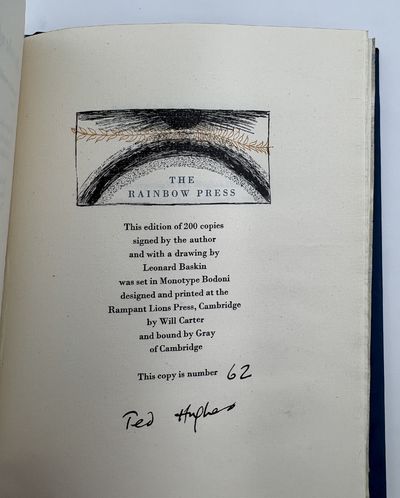 THE
RAINBOW PRESS
This edition of 200 copies
signed by the author
and with a drawing by
Leonard Baskin
was set in Monotype Bodoni
designed and printed at the
Rampant Lions Press, Cambridge
by Will Carter
and bound by Gray
of Cambridge
This copy is number 62
Ted Hughes